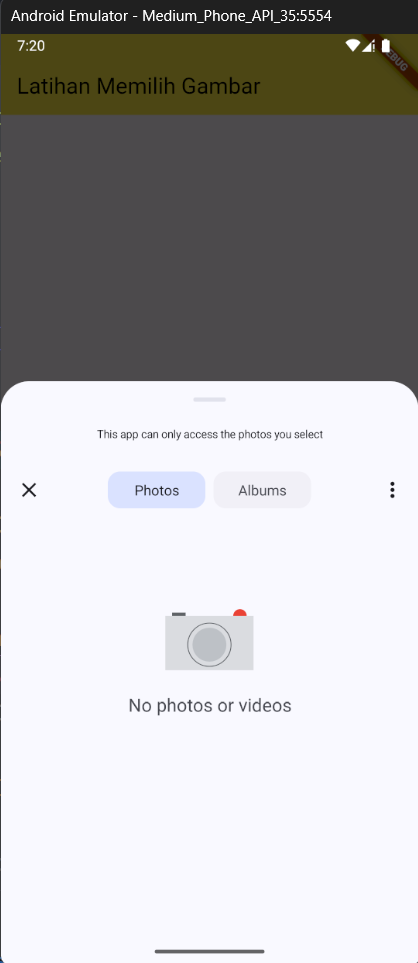 Android Emulator - Medium_Phone_API_35:5554
7:20
DEBUG
Latihan Memilih Gambar
This app can only access the photos you select
Photos
Albums
No photos or videos